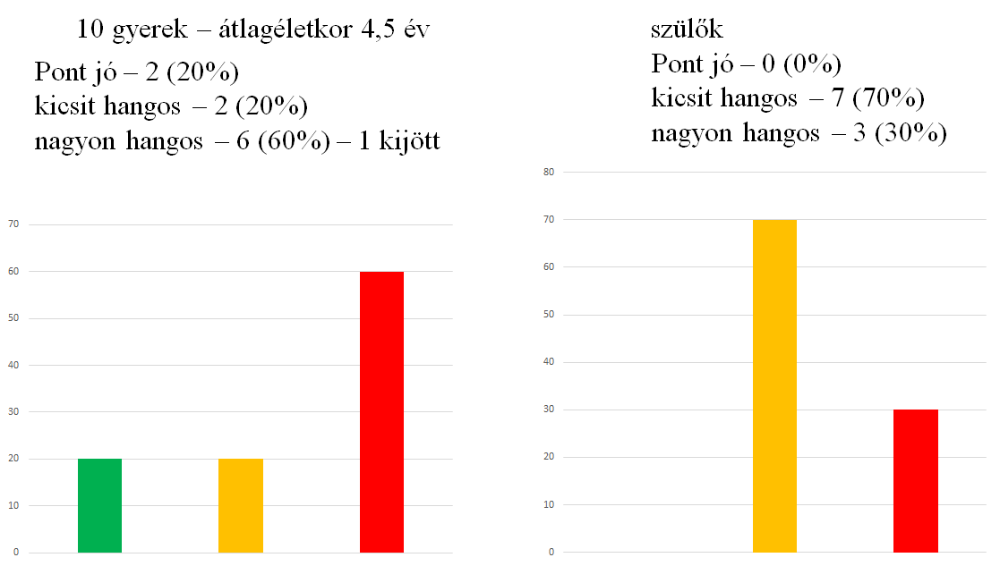 10 gyerek – átlagéletkor 4,5 év
Pont jó – 2 (20%)
kicsit hangos – 2 (20%)
nagyon hangos – 6 (60%) – 1 kijött
70
60
50
40
30
20
10
0
szülők
Pont jó – 0 (0%)
kicsit hangos – 7 (70%)
nagyon hangos – 3 (30%)
80
70
60
50
40
30
20
10
0